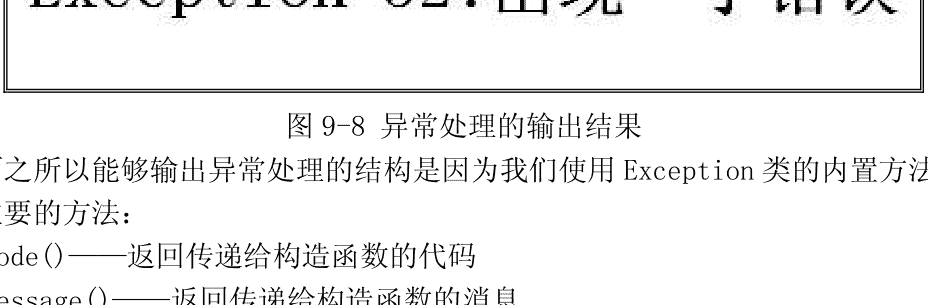 Exception 02:出现一个错误
图 9-8 异常处理的输出结果
之所以能够输出异常处理的结构是因为我们使用 Exception 类的内置方法
要的方法：
ode()——返回传递给构造函数的代码
essage()——返回传递给构造函数的消息